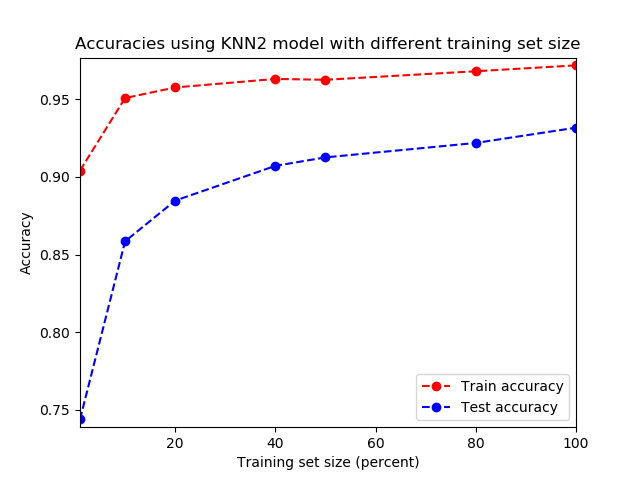 Accuracies using KNN2 model with different training set size
0.95
0.90
0.85
0.80
0.75
Accuracy
Train accuracy
Test accuracy
20 40 60 80 100
Training set size (percent)